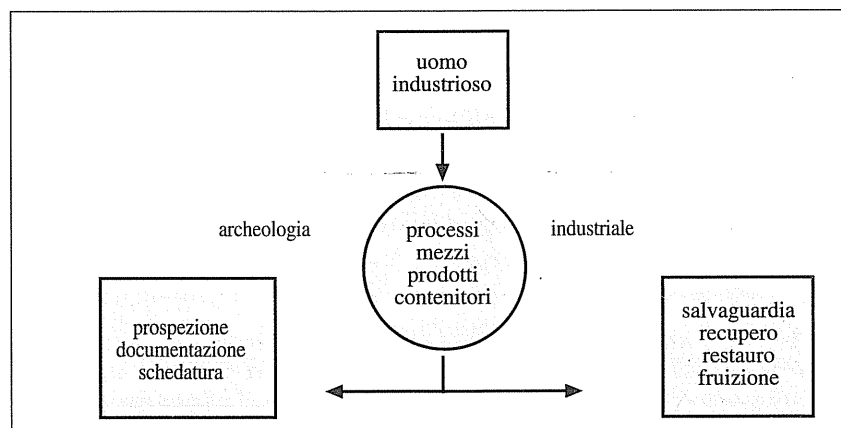 uomo
industrioso
archeologia
industriale
processi
mezzi
prodotti
contenitori
prospezione
documentazione
schedatura
salvaguardia
recupero
restauro
fruizione